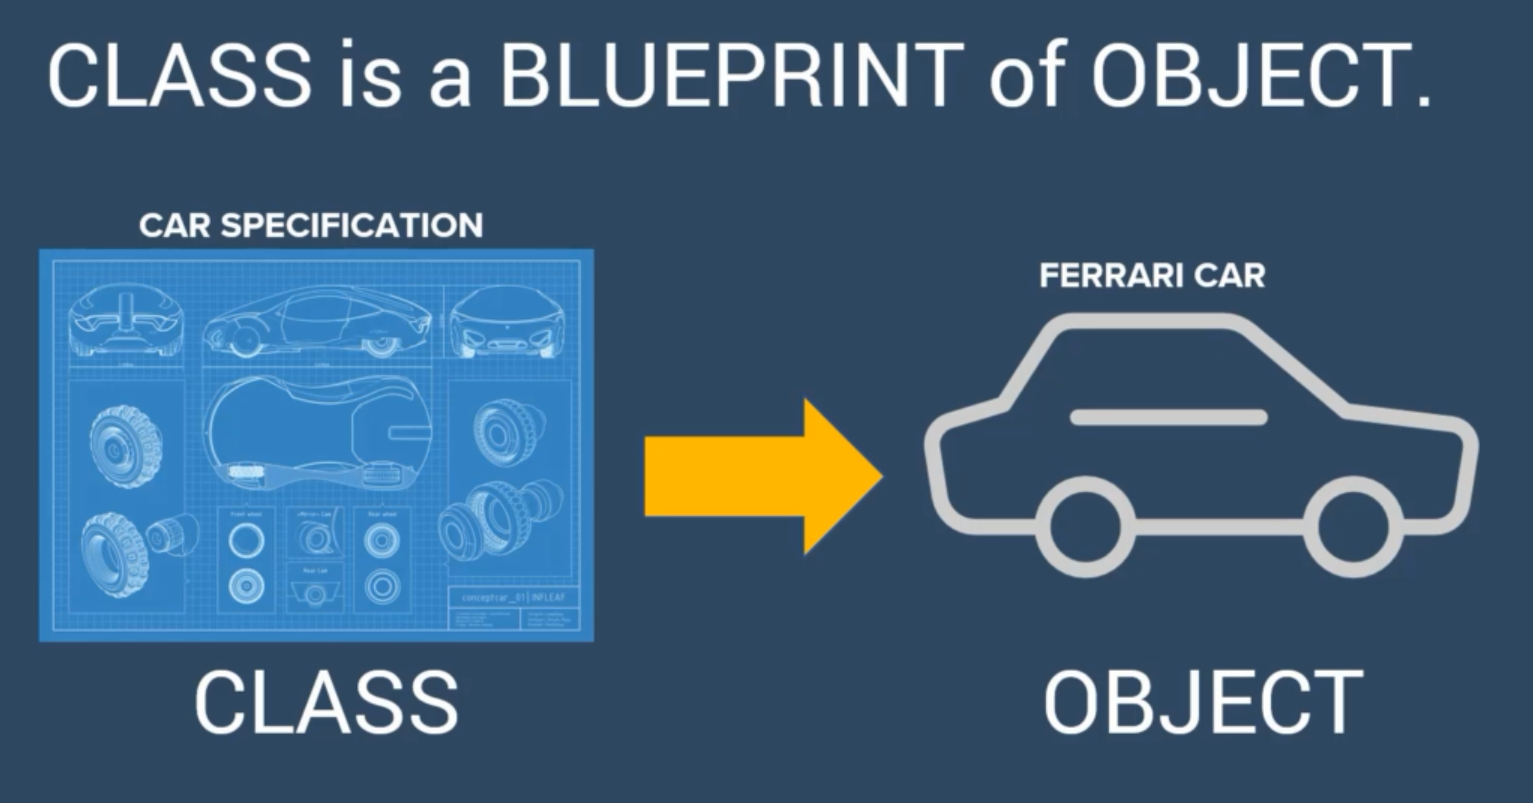 CLASS is a BLUEPRINT of OBJECT.
CAR SPECIFICATION
FERRARI CAR
Front wheel
Rear wheel
Rear Cam
conceptcar_01 INFLEAF
CLASS
OBJECT